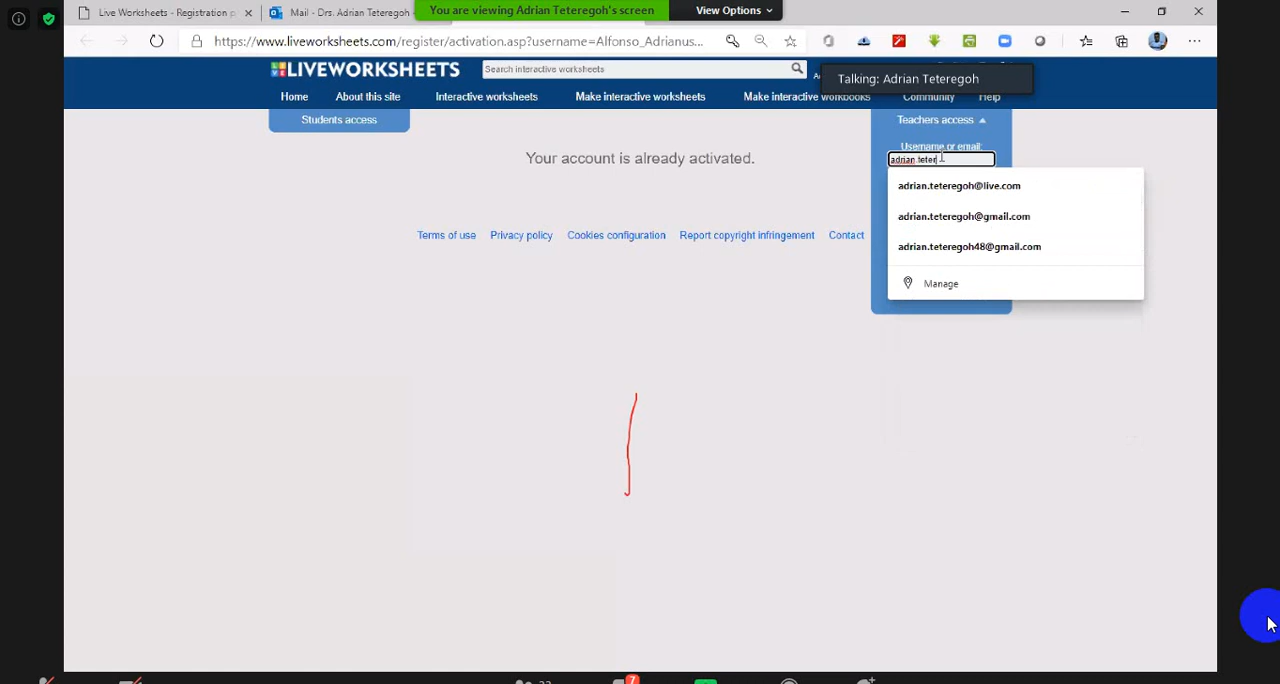 You are viewing Adrian Teteregoh's screen
View Options
Live Worksheets - Registration p
Mail - Drs. Adrian Teteregoh
https://www.liveworksheets.com/register/activation.asp?username=Alfonso_Adrianus...
LIVEWORKSHEETS
Search interactive worksheets
Talking: Adrian Teteregoh
Home
About this site
Interactive worksheets
Make interactive worksheets
Make interactive workbooks
Community
Help
Students access
Teachers access
Your account is already activated.
Username or email:
adrian.teter
adrian.teteregoh@live.com
adrian.teteregoh@gmail.com
adrian.teteregoh48@gmail.com
Manage
Terms of use
Privacy policy
Cookies configuration
Report copyright infringement
Contact
7